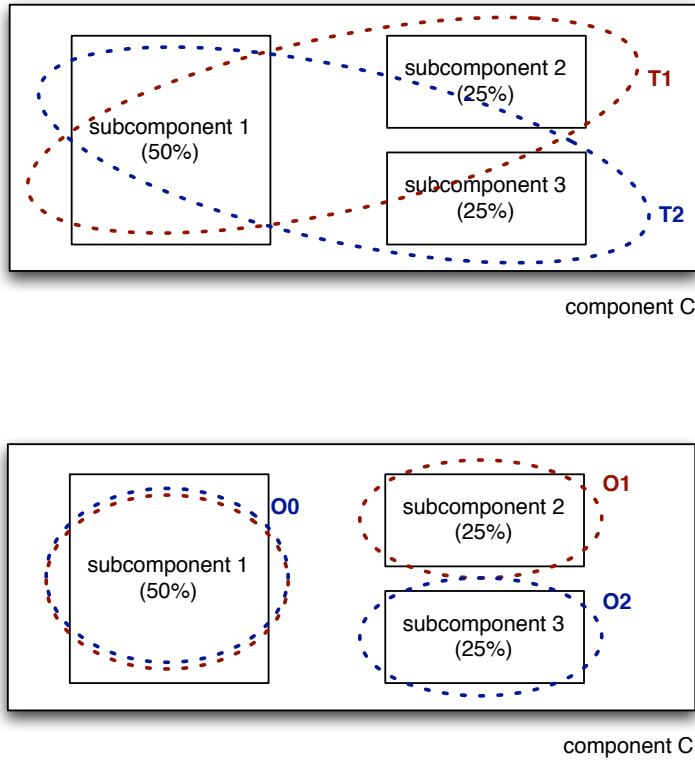 subcomponent 2
(25%)
T1
subcomponent 1
(50%)
subcomponent 3
(25%)
T2
component C
O0
subcomponent 2
(25%)
O1
subcomponent 1
(50%)
subcomponent 3
(25%)
O2
component C